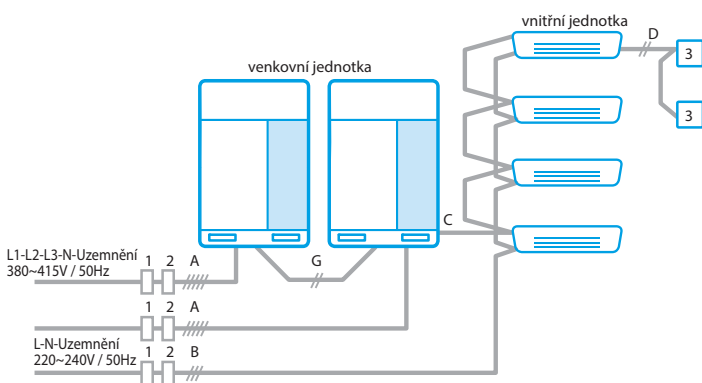 vnitřní jednotka
D
venkovní jednotka
3
3
C
L1-L2-L3-N-Uzemnění
380~415V / 50Hz
1 2 A
G
1 2 A
L-N-Uzemnění
220~240V / 50Hz
1 2 B